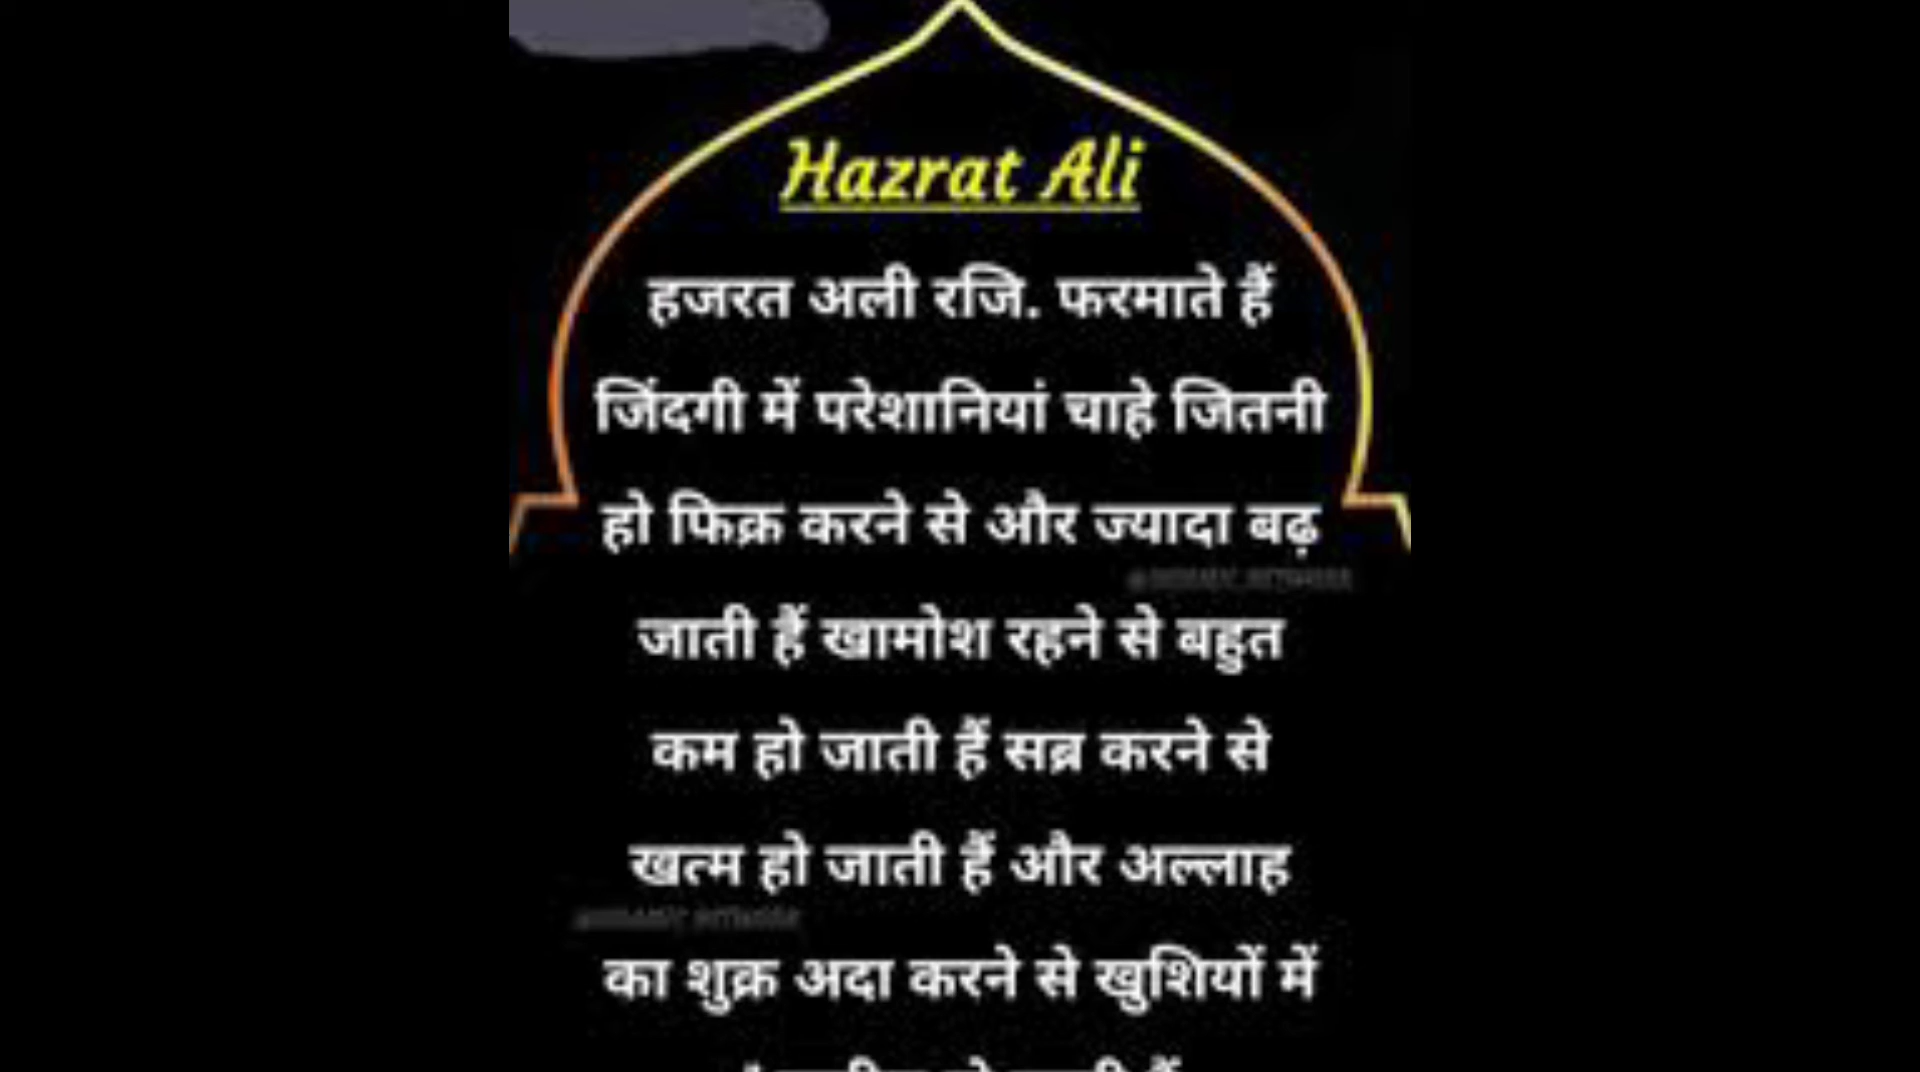 Hazrat Ali
हजरत अली रजि. फरमाते हैं
जिंदगी में परेशानियां चाहे जितनी
हो फिक्र करने से और ज्यादा बढ़
जाती हैं खामोश रहने से बहुत
कम हो जाती हैं सब्र करने से
खत्म हो जाती हैं और अल्लाह
का शुक्र अदा करने से खुशियों में